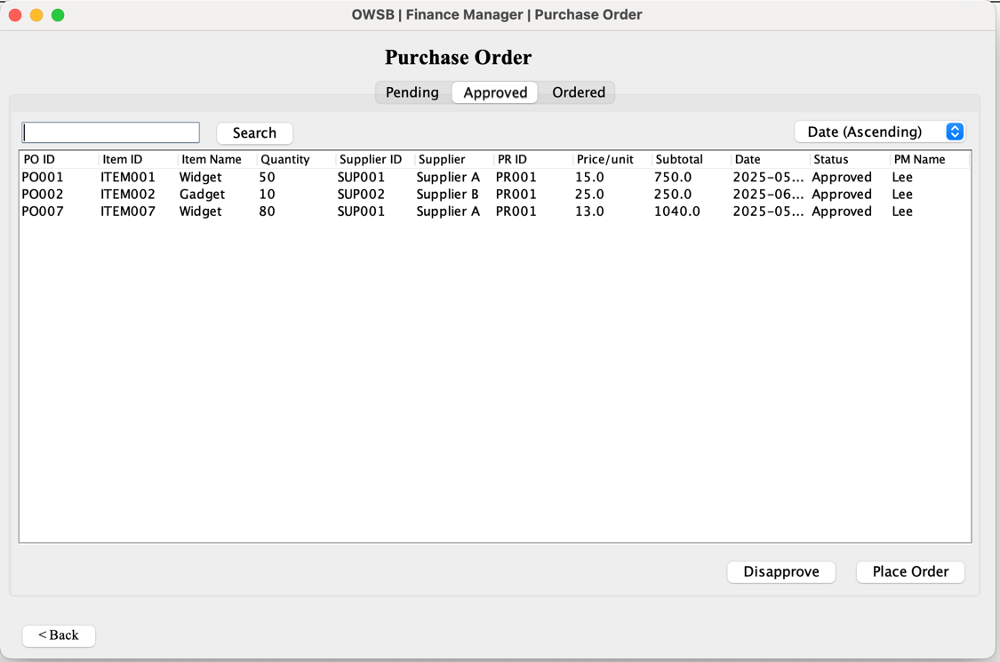 OWSB | Finance Manager | Purchase Order
Purchase Order
Pending Approved Ordered
Search Date (Ascending)
PO ID Item ID Item Name Quantity Supplier ID Supplier PR ID Price/unit Subtotal Date Status PM Name
PO001 ITEM001 Widget 50 SUP001 Supplier A PR001 15.0 750.0 2025-05... Approved Lee
PO002 ITEM002 Gadget 10 SUP002 Supplier B PR001 25.0 250.0 2025-06... Approved Lee
PO007 ITEM007 Widget 80 SUP001 Supplier A PR001 13.0 1040.0 2025-05... Approved Lee
Disapprove Place Order
< Back